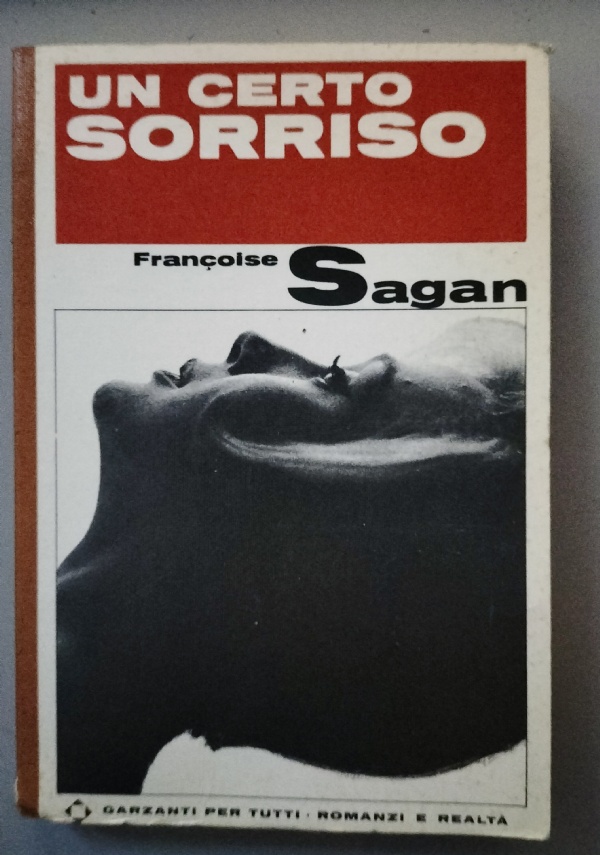 UN CERTO
SORRISO
Françoise Sagan
GARZANTI PER TUTTI · ROMANZI E REALTÀ